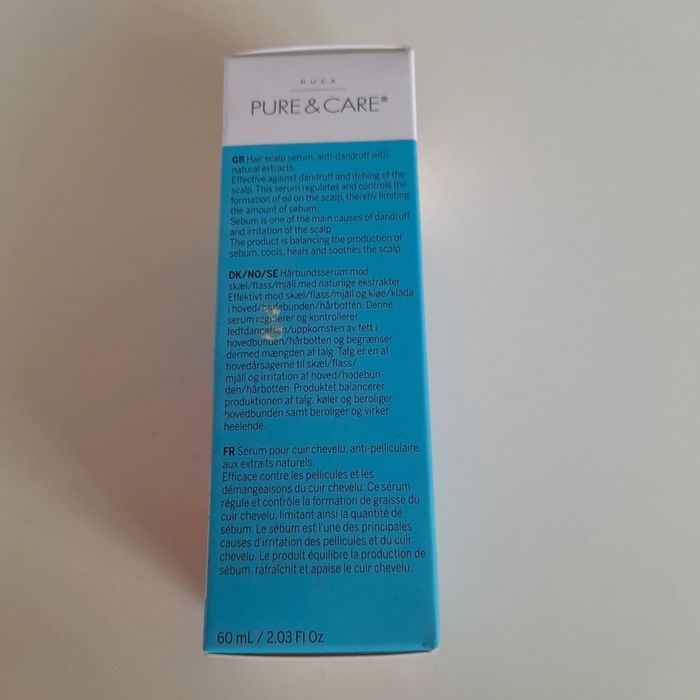 PUCA
PURE & CARE®
GB Hair scalp serum, anti-dandruff with
natural extracts.
Effective against dandruff and itching of the
scalp. This serum regulates and controls the
formation of oil on the scalp, thereby limiting
the amount of sebum.
Sebum is one of the main causes of dandruff
and irritation of the scalp
The product is balancing the production of
sebum, cools, heals and soothes the scalp.
DK/NO/SE Hårbundsserum mod
skæl/flass/mjäll med naturlige ekstrakter.
Effektivt mod skæl/flass/mjäll og kløe/klåda
i hoved/hodebunden/hårbotten. Denne
serum regulerer og kontrollerer
fedtdannelsen/uppkomsten av fett i
hovedbunden/hårbotten og begrænser
dermed mængden af talg. Talg er en af
hovedårsagerne til skæl/flass/
mjäll og irritation af hoved/hodebun-
den/hårbotten. Produktet balancerer
produktionen af talg, køler og beroliger
hovedbunden samt beroliger og virker
heelende.
FR Sérum pour cuir chevelu, anti-pelliculaire
aux extraits naturels.
Efficace contre les pellicules et les
démangeaisons du cuir chevelu. Ce sérum
régule et contrôle la formation de graisse du
cuir chevelu, limitant ainsi la quantité de
sébum. Le sébum est l'une des principales
causes d'irritation des pellicules et du cuir
chevelu. Le produit équilibre la production de
sébum, rafraîchit et apaise le cuir chevelu.
60 mL / 2.03 Fl Oz